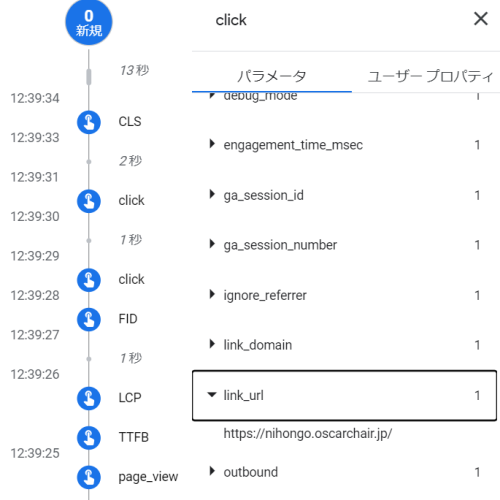 0
新規
13 秒
12:39:34
CLS
12:39:33
2 秒
12:39:31
click
12:39:30
1 秒
12:39:29
click
12:39:28
FID
12:39:27
1 秒
12:39:26
LCP
TTFB
12:39:25
page_view
click
パラメータ
ユーザー プロパティ
debug_mode 1
engagement_time_msec 1
ga_session_id 1
ga_session_number 1
ignore_referrer 1
link_domain 1
link_url 1
https://nihongo.oscarchair.jp/
outbound 1